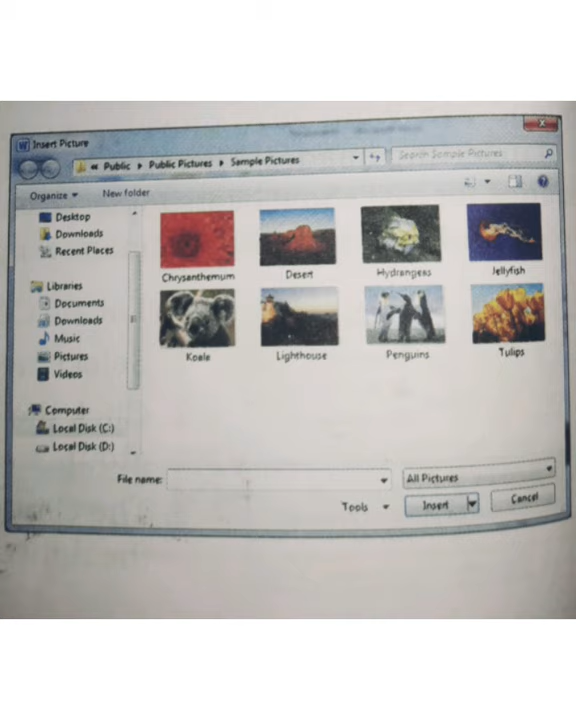 Insert Picture
« Public ▸ Public Pictures ▸ Sample Pictures
Search Sample Pictures
Organize
New folder
Desktop
Downloads
Recent Places
Libraries
Documents
Downloads
Music
Pictures
Videos
Computer
Local Disk (C:)
Local Disk (D:)
Chrysanthemum
Desert
Hydrangeas
Jellyfish
Koala
Lighthouse
Penguins
Tulips
File name:
All Pictures
Tools
Insert
Cancel